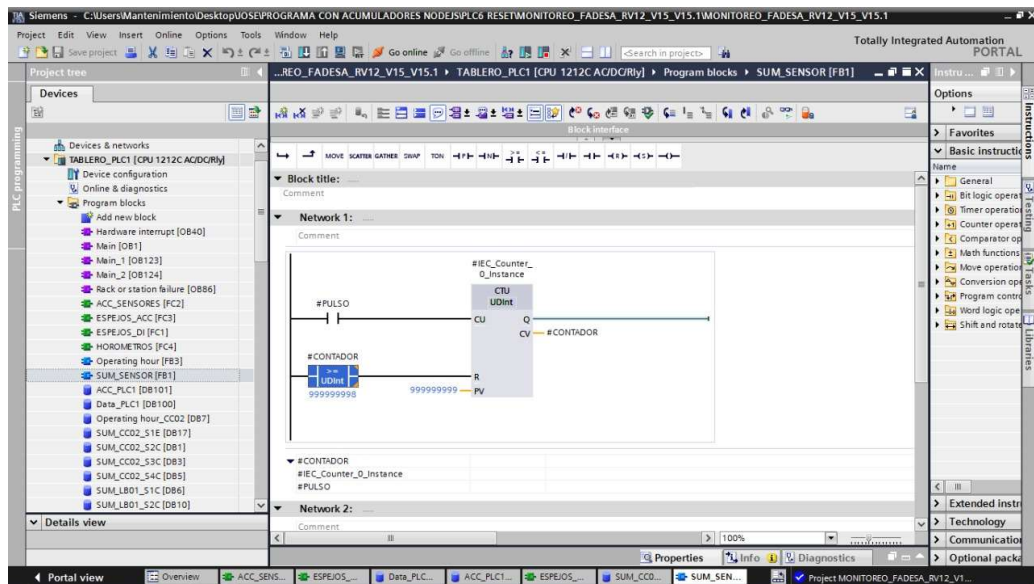 Siemens - C:\Users\Mantenimiento\Desktop\JOSE\PROGRAMA CON ACUMULADORES NODEJS\PLC6 RESET\MONITOREO_FADESA_RV12_V15_V15.1\MONITOREO_FADESA_RV12_V15_V15.1
Project Edit View Insert Online Options Tools Window Help
Totally Integrated Automation
PORTAL
Save project
Go online
Go offline
<Search in project>
Project tree
...REO_FADESA_RV12_V15_V15.1 TABLERO_PLC1 [CPU 1212C AC/DC/Rly] Program blocks SUM_SENSOR [FB1]
Instru...
Devices
Options
PLC programming
Block interface
MOVE SCATTER GATHER SWAP TON
Devices & networks
TABLERO_PLC1 [CPU 1212C AC/DC/Rly]
Device configuration
Online & diagnostics
Program blocks
Add new block
Hardware interrupt [OB40]
Main [OB1]
Main_1 [OB123]
Main_2 [OB124]
Rack or station failure [OB86]
ACC_SENSORES [FC2]
ESPEJOS_ACC [FC3]
ESPEJOS_DI [FC1]
HOROMETROS [FC4]
Operating hour [FB3]
SUM_SENSOR [FB1]
ACC_PLC1 [DB101]
Data_PLC1 [DB100]
Operating hour_CC02 [DB7]
SUM_CC02_S1E [DB17]
SUM_CC02_S2C [DB1]
SUM_CC02_S3C [DB3]
SUM_CC02_S4C [DB5]
SUM_LB01_S1C [DB6]
SUM_LB01_S2C [DB10]
Details view
Block title: .....
Comment
Network 1: .....
Comment
#IEC_Counter_
0_Instance
CTU
UDInt
#PULSO
CU
Q
CV
#CONTADOR
#CONTADOR
>=
UDInt
999999998
R
999999999
PV
#CONTADOR
#IEC_Counter_0_Instance
#PULSO
Network 2: .....
Comment
100%
Favorites
Basic instructio
Name
General
Bit logic operat
Timer operatio
Counter operat
Comparator op
Math functions
Move operation
Conversion ope
Program contro
Word logic ope
Shift and rotate
Extended instr
Technology
Communication
Optional packa
Instructions
Testing
Tasks
Libraries
Properties
Info
Diagnostics
Portal view
Overview
ACC_SENS...
ESPEJOS_...
Data_PLC...
ACC_PLC1...
ESPEJOS_...
SUM_CC0...
SUM_SEN...
Project MONITOREO_FADESA_RV12_V1...